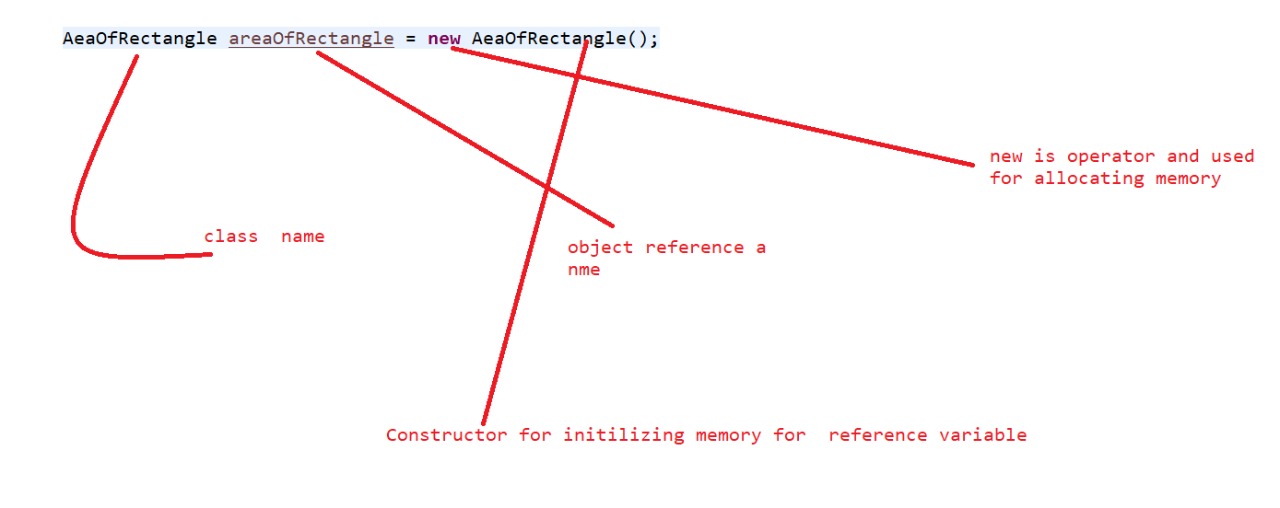 AeaOfRectangle areaOfRectangle = new AeaOfRectangle();
new is operator and used
for allocating memory
class  name
object reference a
nme
Constructor for initilizing memory for  reference variable